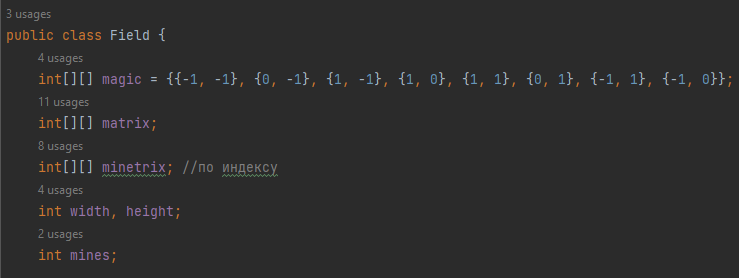 3 usages
public class Field {
4 usages
int[][] magic = {{-1, -1}, {0, -1}, {1, -1}, {1, 0}, {1, 1}, {0, 1}, {-1, 1}, {-1, 0}};
11 usages
int[][] matrix;
8 usages
int[][] minetrix; //по индексу
4 usages
int width, height;
2 usages
int mines;